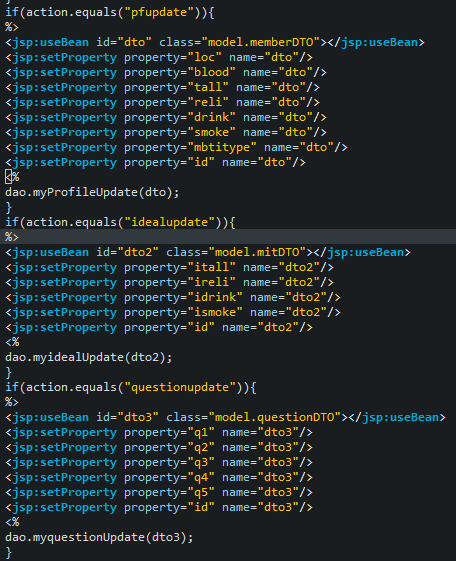 }
if(action.equals("pfupdate")){
%>
<jsp:useBean id="dto" class="model.memberDTO"></jsp:useBean>
<jsp:setProperty property="loc" name="dto"/>
<jsp:setProperty property="blood" name="dto"/>
<jsp:setProperty property="tall" name="dto"/>
<jsp:setProperty property="reli" name="dto"/>
<jsp:setProperty property="drink" name="dto"/>
<jsp:setProperty property="smoke" name="dto"/>
<jsp:setProperty property="mbtitype" name="dto"/>
<jsp:setProperty property="id" name="dto"/>
<%
dao.myProfileUpdate(dto);
}
if(action.equals("idealupdate")){
%>
<jsp:useBean id="dto2" class="model.mitDTO"></jsp:useBean>
<jsp:setProperty property="itall" name="dto2"/>
<jsp:setProperty property="ireli" name="dto2"/>
<jsp:setProperty property="idrink" name="dto2"/>
<jsp:setProperty property="ismoke" name="dto2"/>
<jsp:setProperty property="id" name="dto2"/>
<%
dao.myidealUpdate(dto2);
}
if(action.equals("questionupdate")){
%>
<jsp:useBean id="dto3" class="model.questionDTO"></jsp:useBean>
<jsp:setProperty property="q1" name="dto3"/>
<jsp:setProperty property="q2" name="dto3"/>
<jsp:setProperty property="q3" name="dto3"/>
<jsp:setProperty property="q4" name="dto3"/>
<jsp:setProperty property="q5" name="dto3"/>
<jsp:setProperty property="id" name="dto3"/>
<%
dao.myquestionUpdate(dto3);
}